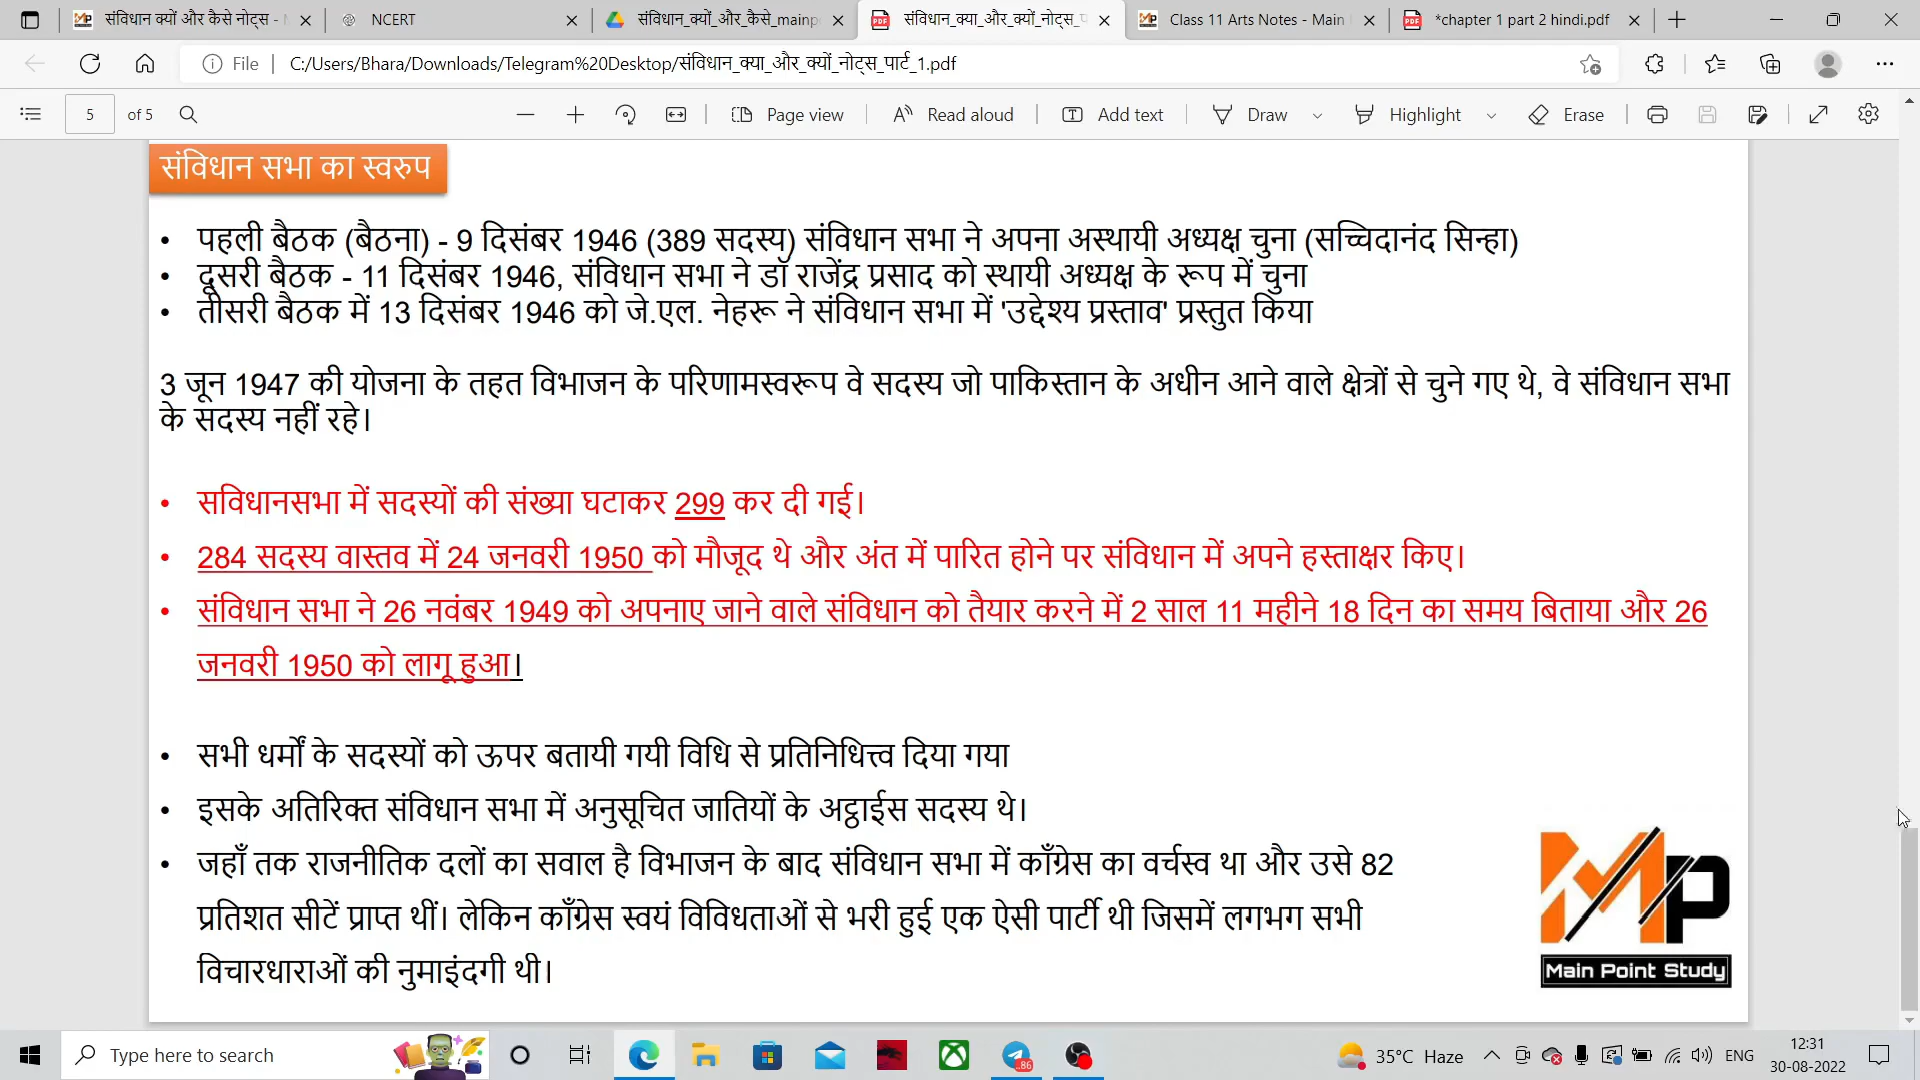 संविधान क्यों और कैसे नोट्स -
NCERT
संविधान_क्यों_और_कैसे_mainp
संविधान_क्या_और_क्यों_नोट्स_प
Class 11 Arts Notes - Main
*chapter 1 part 2 hindi.pdf
File
C:/Users/Bhara/Downloads/Telegram%20Desktop/संविधान_क्या_और_क्यों_नोट्स_पार्ट_1.pdf
5 of 5
Page view
Read aloud
Add text
Draw
Highlight
Erase
संविधान सभा का स्वरुप
• पहली बैठक (बैठना) - 9 दिसंबर 1946 (389 सदस्य) संविधान सभा ने अपना अस्थायी अध्यक्ष चुना (सच्चिदानंद सिन्हा)
• दूसरी बैठक - 11 दिसंबर 1946, संविधान सभा ने डॉ राजेंद्र प्रसाद को स्थायी अध्यक्ष के रूप में चुना
• तीसरी बैठक में 13 दिसंबर 1946 को जे.एल. नेहरू ने संविधान सभा में 'उद्देश्य प्रस्ताव' प्रस्तुत किया
3 जून 1947 की योजना के तहत विभाजन के परिणामस्वरूप वे सदस्य जो पाकिस्तान के अधीन आने वाले क्षेत्रों से चुने गए थे, वे संविधान सभा
के सदस्य नहीं रहे।
• सविधानसभा में सदस्यों की संख्या घटाकर 299 कर दी गई।
• 284 सदस्य वास्तव में 24 जनवरी 1950 को मौजूद थे और अंत में पारित होने पर संविधान में अपने हस्ताक्षर किए।
• संविधान सभा ने 26 नवंबर 1949 को अपनाए जाने वाले संविधान को तैयार करने में 2 साल 11 महीने 18 दिन का समय बिताया और 26
जनवरी 1950 को लागू हुआ।
• सभी धर्मों के सदस्यों को ऊपर बतायी गयी विधि से प्रतिनिधित्त्व दिया गया
• इसके अतिरिक्त संविधान सभा में अनुसूचित जातियों के अट्ठाईस सदस्य थे।
• जहाँ तक राजनीतिक दलों का सवाल है विभाजन के बाद संविधान सभा में काँग्रेस का वर्चस्व था और उसे 82
प्रतिशत सीटें प्राप्त थीं। लेकिन काँग्रेस स्वयं विविधताओं से भरी हुई एक ऐसी पार्टी थी जिसमें लगभग सभी
विचारधाराओं की नुमाइंदगी थी।
MP
Main Point Study
Type here to search
35°C Haze
ENG
12:31
30-08-2022